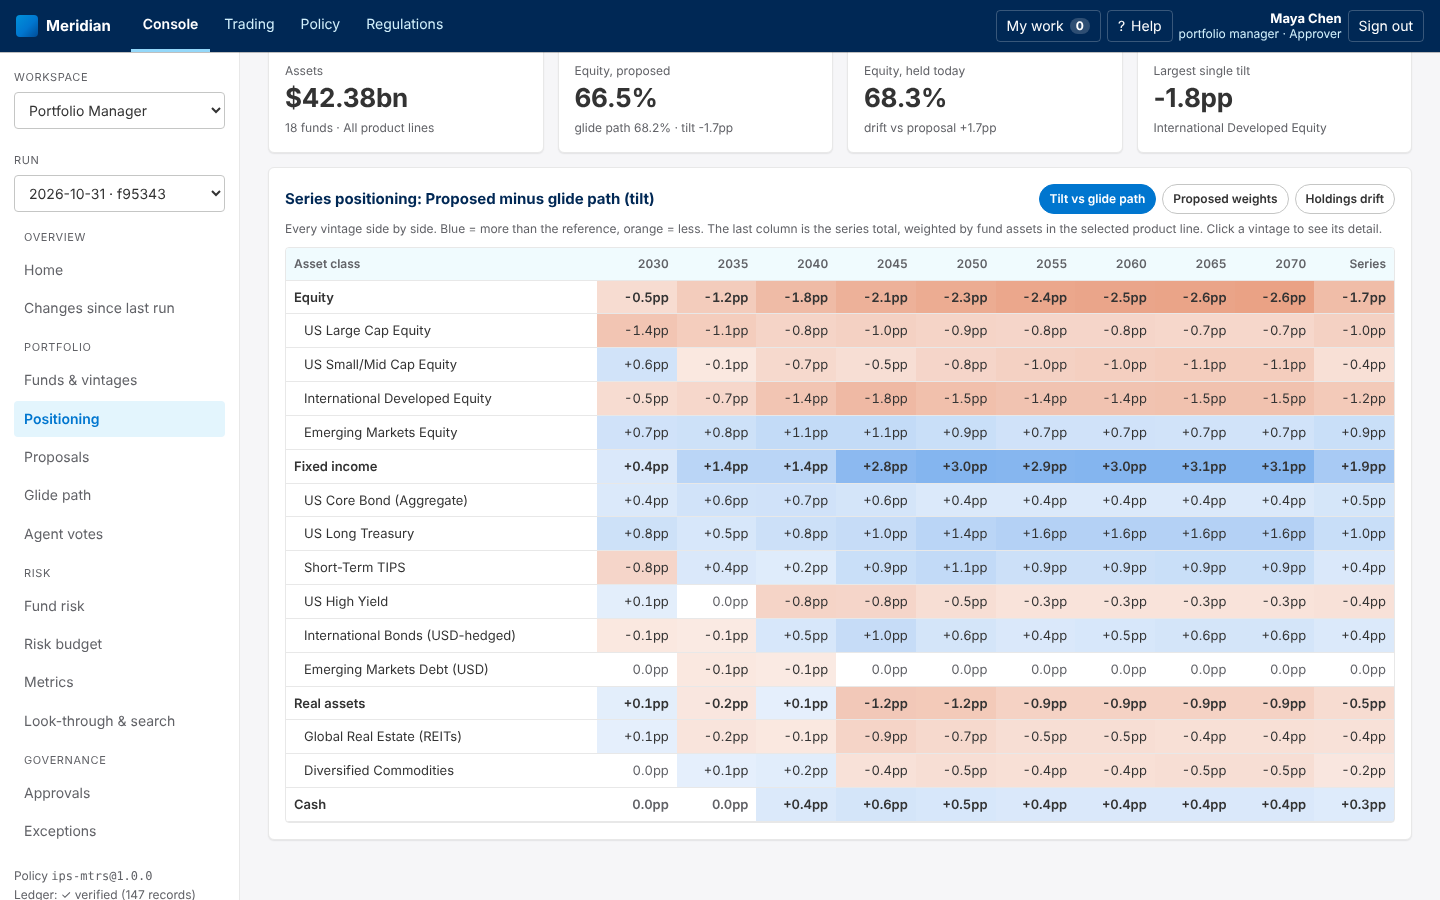 Meridian Console Trading Policy Regulations My work 0 ? Help Maya Chen portfolio manager · Approver Sign out
WORKSPACE
Portfolio Manager
RUN
2026-10-31 · f95343
OVERVIEW
Home
Changes since last run
PORTFOLIO
Funds & vintages
Positioning
Proposals
Glide path
Agent votes
RISK
Fund risk
Risk budget
Metrics
Look-through & search
GOVERNANCE
Approvals
Exceptions
Policy ips-mtrs@1.0.0
Ledger: ✓ verified (147 records)
Assets
$42.38bn
18 funds · All product lines
Equity, proposed
66.5%
glide path 68.2% · tilt -1.7pp
Equity, held today
68.3%
drift vs proposal +1.7pp
Largest single tilt
-1.8pp
International Developed Equity
Series positioning: Proposed minus glide path (tilt)
Tilt vs glide path Proposed weights Holdings drift
Every vintage side by side. Blue = more than the reference, orange = less. The last column is the series total, weighted by fund assets in the selected product line. Click a vintage to see its detail.
Asset class 2030 2035 2040 2045 2050 2055 2060 2065 2070 Series
Equity -0.5pp -1.2pp -1.8pp -2.1pp -2.3pp -2.4pp -2.5pp -2.6pp -2.6pp -1.7pp
US Large Cap Equity -1.4pp -1.1pp -0.8pp -1.0pp -0.9pp -0.8pp -0.8pp -0.7pp -0.7pp -1.0pp
US Small/Mid Cap Equity +0.6pp -0.1pp -0.7pp -0.5pp -0.8pp -1.0pp -1.0pp -1.1pp -1.1pp -0.4pp
International Developed Equity -0.5pp -0.7pp -1.4pp -1.8pp -1.5pp -1.4pp -1.4pp -1.5pp -1.5pp -1.2pp
Emerging Markets Equity +0.7pp +0.8pp +1.1pp +1.1pp +0.9pp +0.7pp +0.7pp +0.7pp +0.7pp +0.9pp
Fixed income +0.4pp +1.4pp +1.4pp +2.8pp +3.0pp +2.9pp +3.0pp +3.1pp +3.1pp +1.9pp
US Core Bond (Aggregate) +0.4pp +0.6pp +0.7pp +0.6pp +0.4pp +0.4pp +0.4pp +0.4pp +0.4pp +0.5pp
US Long Treasury +0.8pp +0.5pp +0.8pp +1.0pp +1.4pp +1.6pp +1.6pp +1.6pp +1.6pp +1.0pp
Short-Term TIPS -0.8pp +0.4pp +0.2pp +0.9pp +1.1pp +0.9pp +0.9pp +0.9pp +0.9pp +0.4pp
US High Yield +0.1pp 0.0pp -0.8pp -0.8pp -0.5pp -0.3pp -0.3pp -0.3pp -0.3pp -0.4pp
International Bonds (USD-hedged) -0.1pp -0.1pp +0.5pp +1.0pp +0.6pp +0.4pp +0.5pp +0.6pp +0.6pp +0.4pp
Emerging Markets Debt (USD) 0.0pp -0.1pp -0.1pp 0.0pp 0.0pp 0.0pp 0.0pp 0.0pp 0.0pp 0.0pp
Real assets +0.1pp -0.2pp +0.1pp -1.2pp -1.2pp -0.9pp -0.9pp -0.9pp -0.9pp -0.5pp
Global Real Estate (REITs) +0.1pp -0.2pp -0.1pp -0.9pp -0.7pp -0.5pp -0.5pp -0.4pp -0.4pp -0.4pp
Diversified Commodities 0.0pp +0.1pp +0.2pp -0.4pp -0.5pp -0.4pp -0.4pp -0.5pp -0.5pp -0.2pp
Cash 0.0pp 0.0pp +0.4pp +0.6pp +0.5pp +0.4pp +0.4pp +0.4pp +0.4pp +0.3pp